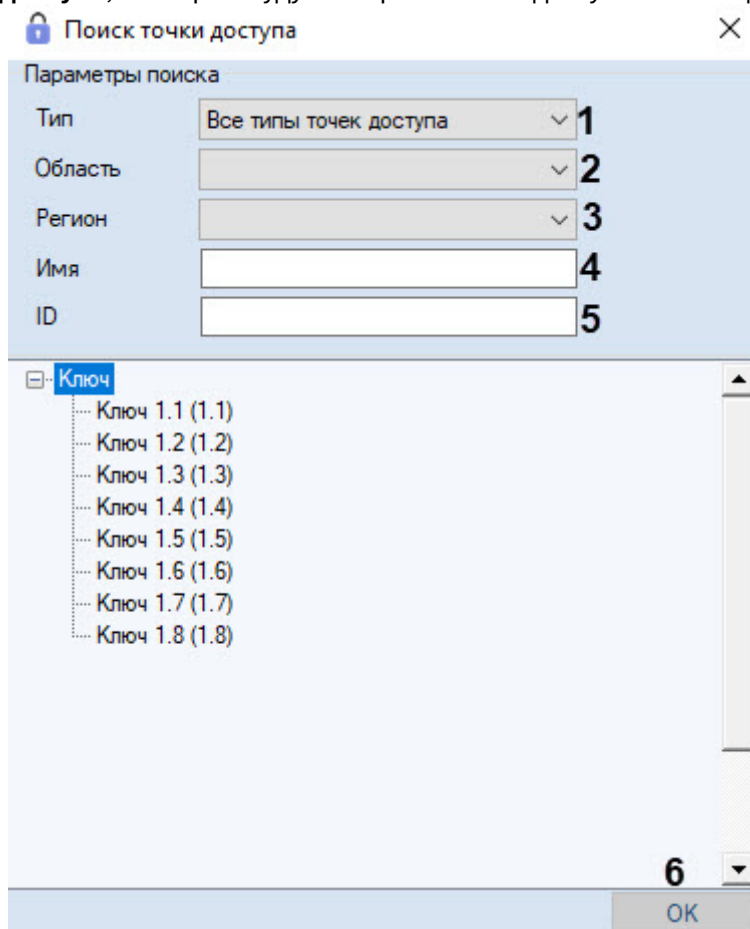 Поиск точки доступа
Параметры поиска
Тип Все типы точек доступа 1
Область 2
Регион 3
Имя 4
ID 5
Ключ
Ключ 1.1 (1.1)
Ключ 1.2 (1.2)
Ключ 1.3 (1.3)
Ключ 1.4 (1.4)
Ключ 1.5 (1.5)
Ключ 1.6 (1.6)
Ключ 1.7 (1.7)
Ключ 1.8 (1.8)
6
OK